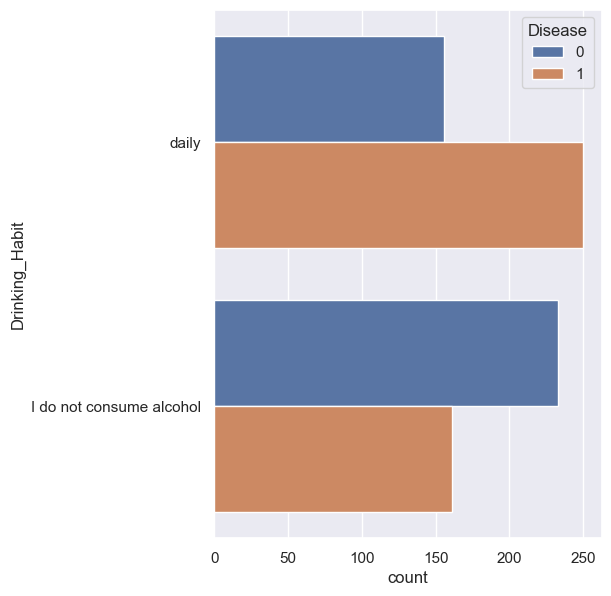 Disease
0
1
daily
I do not consume alcohol
Drinking_Habit
0 50 100 150 200 250
count